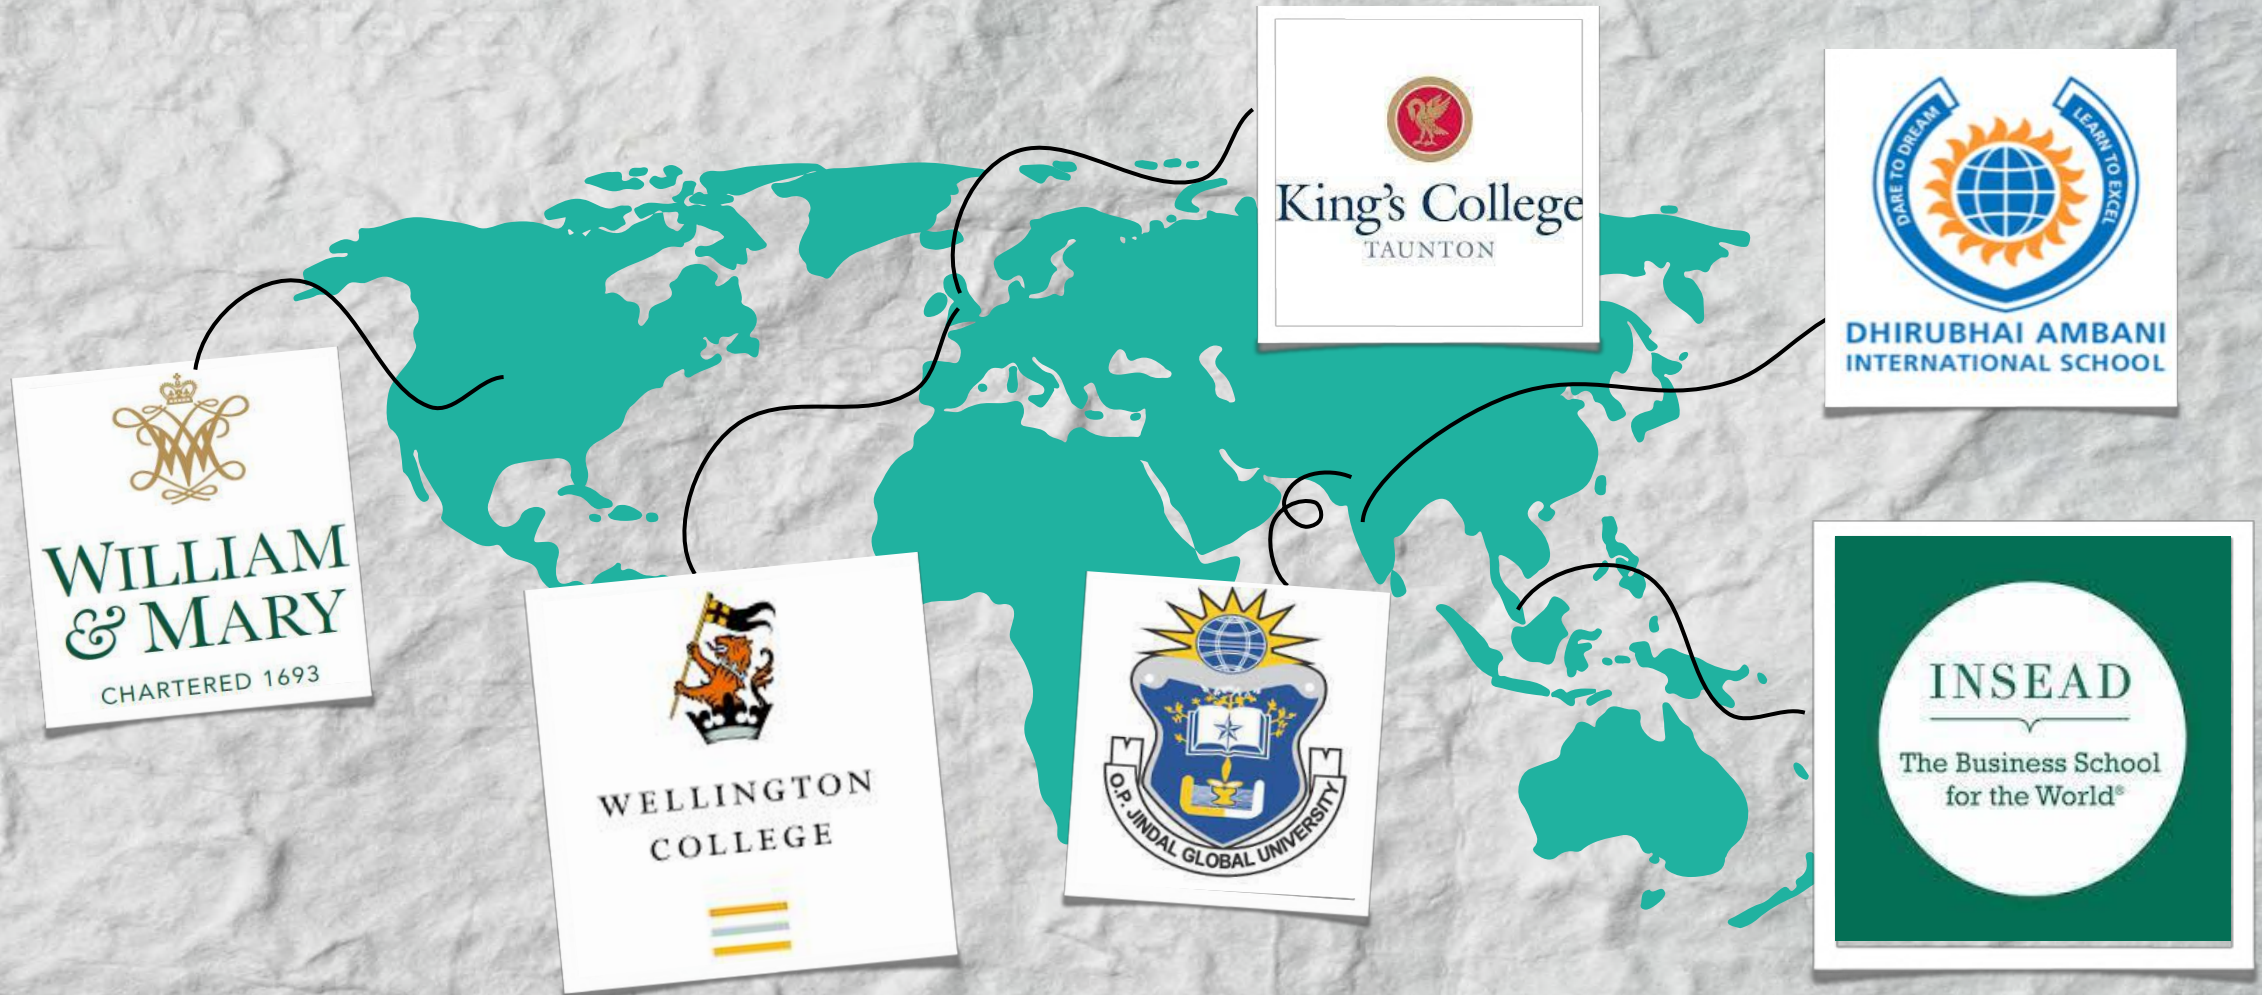 King's College
TAUNTON
DARE TO DREAM
LEARN TO EXCEL
DHIRUBHAI AMBANI
INTERNATIONAL SCHOOL
WILLIAM
& MARY
CHARTERED 1693
WELLINGTON
COLLEGE
O.P. JINDAL GLOBAL UNIVERSITY
INSEAD
The Business School
for the World®